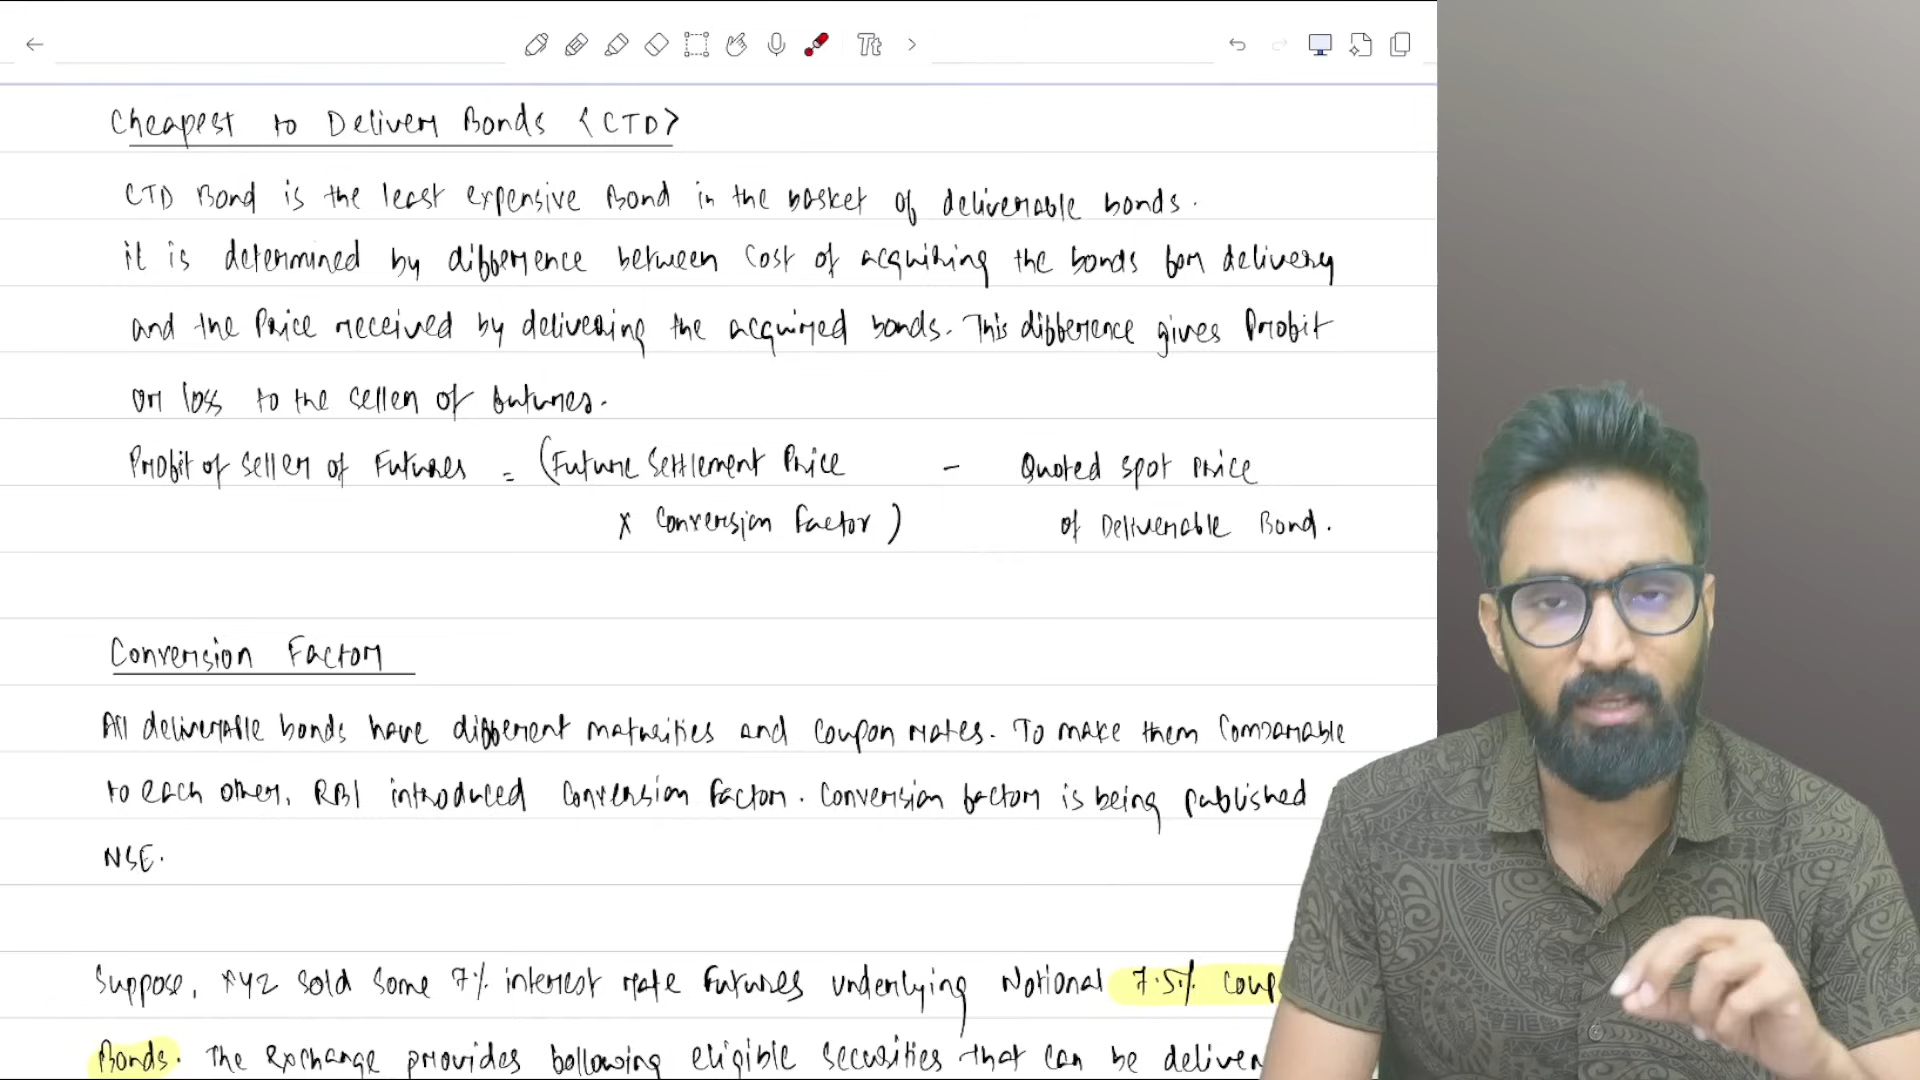 Tt
Cheapest to Deliver Bonds <CTD>
CTD Bond is the least expensive Bond in the basket of deliverable bonds.
it is determined by difference between Cost of acquiring the bonds for delivery
and the Price received by delivering the acquired bonds. This difference gives Profit
or loss to the seller of futures.
Profit of Seller of Futures = (Future Settlement Price - Quoted spot price
x Conversion Factor) of Deliverable Bond.
Conversion Factor
All deliverable bonds have different maturities and coupon rates. To make them Comparable
to each other, RBI introduced Conversion Factor. Conversion factor is being published
NSE.
Suppose, XYZ sold some 7% interest rate Futures underlying Notional 7.5% coup
Bonds. The Exchange provides following eligible securities that can be deliver